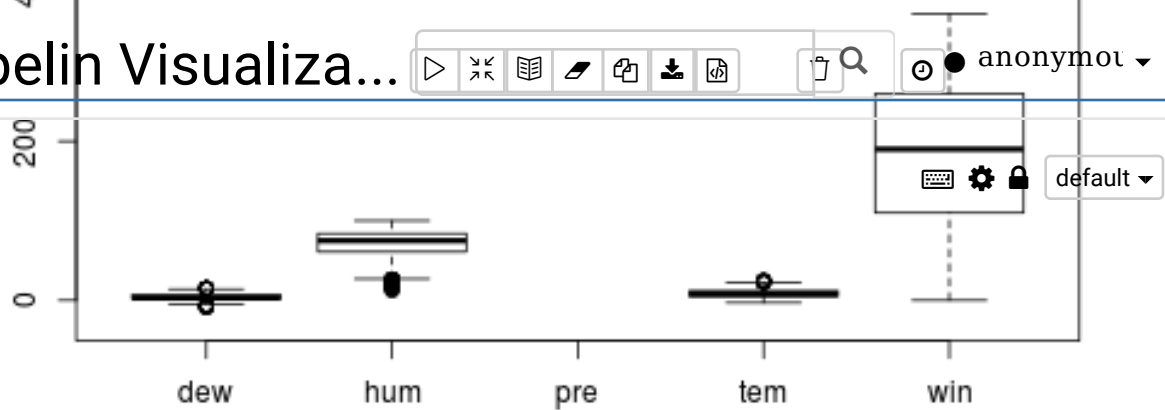 pelin Visualiza...
anonymou
default
200
0
dew hum pre tem win